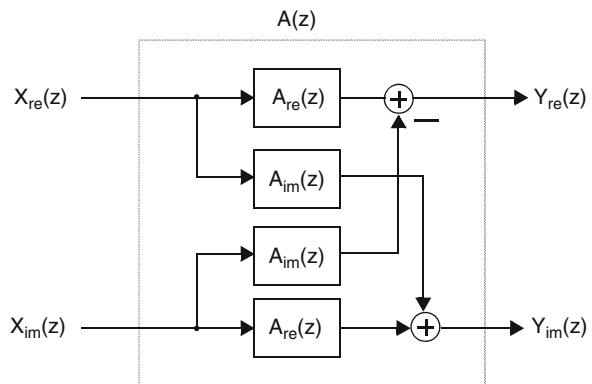 A(z)
X_re(z)
A_re(z)
+
Y_re(z)
−
A_im(z)
A_im(z)
X_im(z)
A_re(z)
+
Y_im(z)